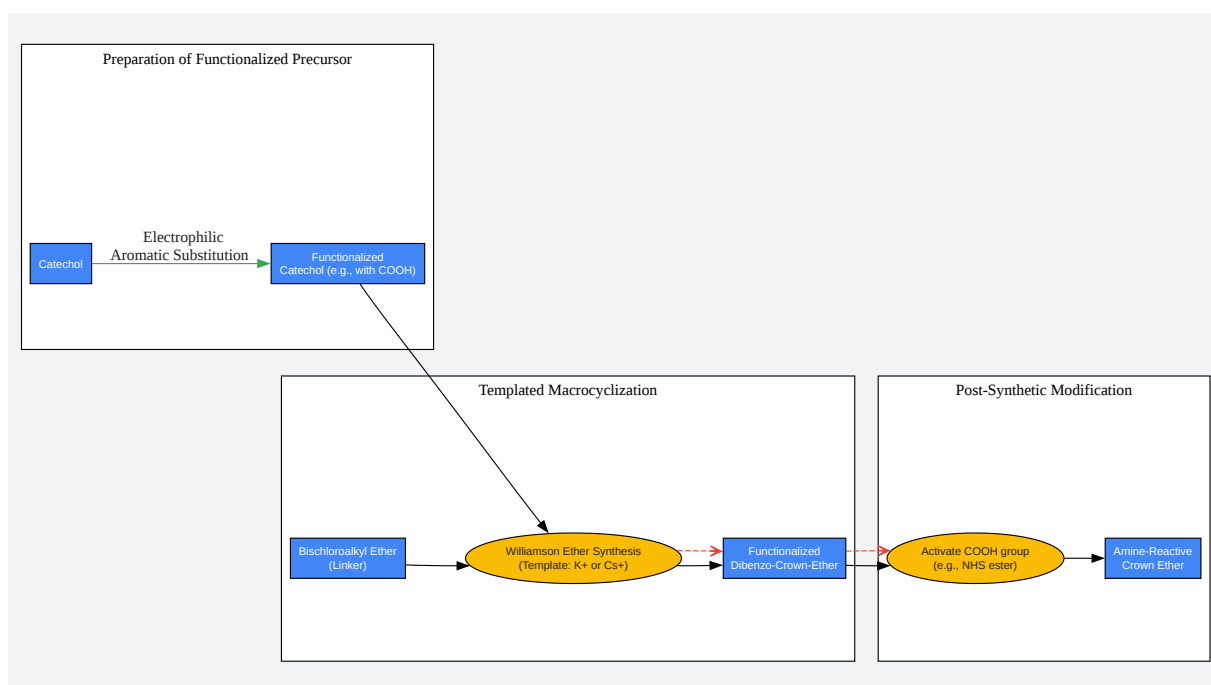 Preparation of Functionalized Precursor
Electrophilic
Aromatic Substitution
Catechol
Functionalized
Catechol (e.g., with COOH)
Templated Macrocyclization
Bischloroalkyl Ether
(Linker)
Williamson Ether Synthesis
(Template: K+ or Cs+)
Functionalized
Dibenzo-Crown-Ether
Post-Synthetic Modification
Activate COOH group
(e.g., NHS ester)
Amine-Reactive
Crown Ether